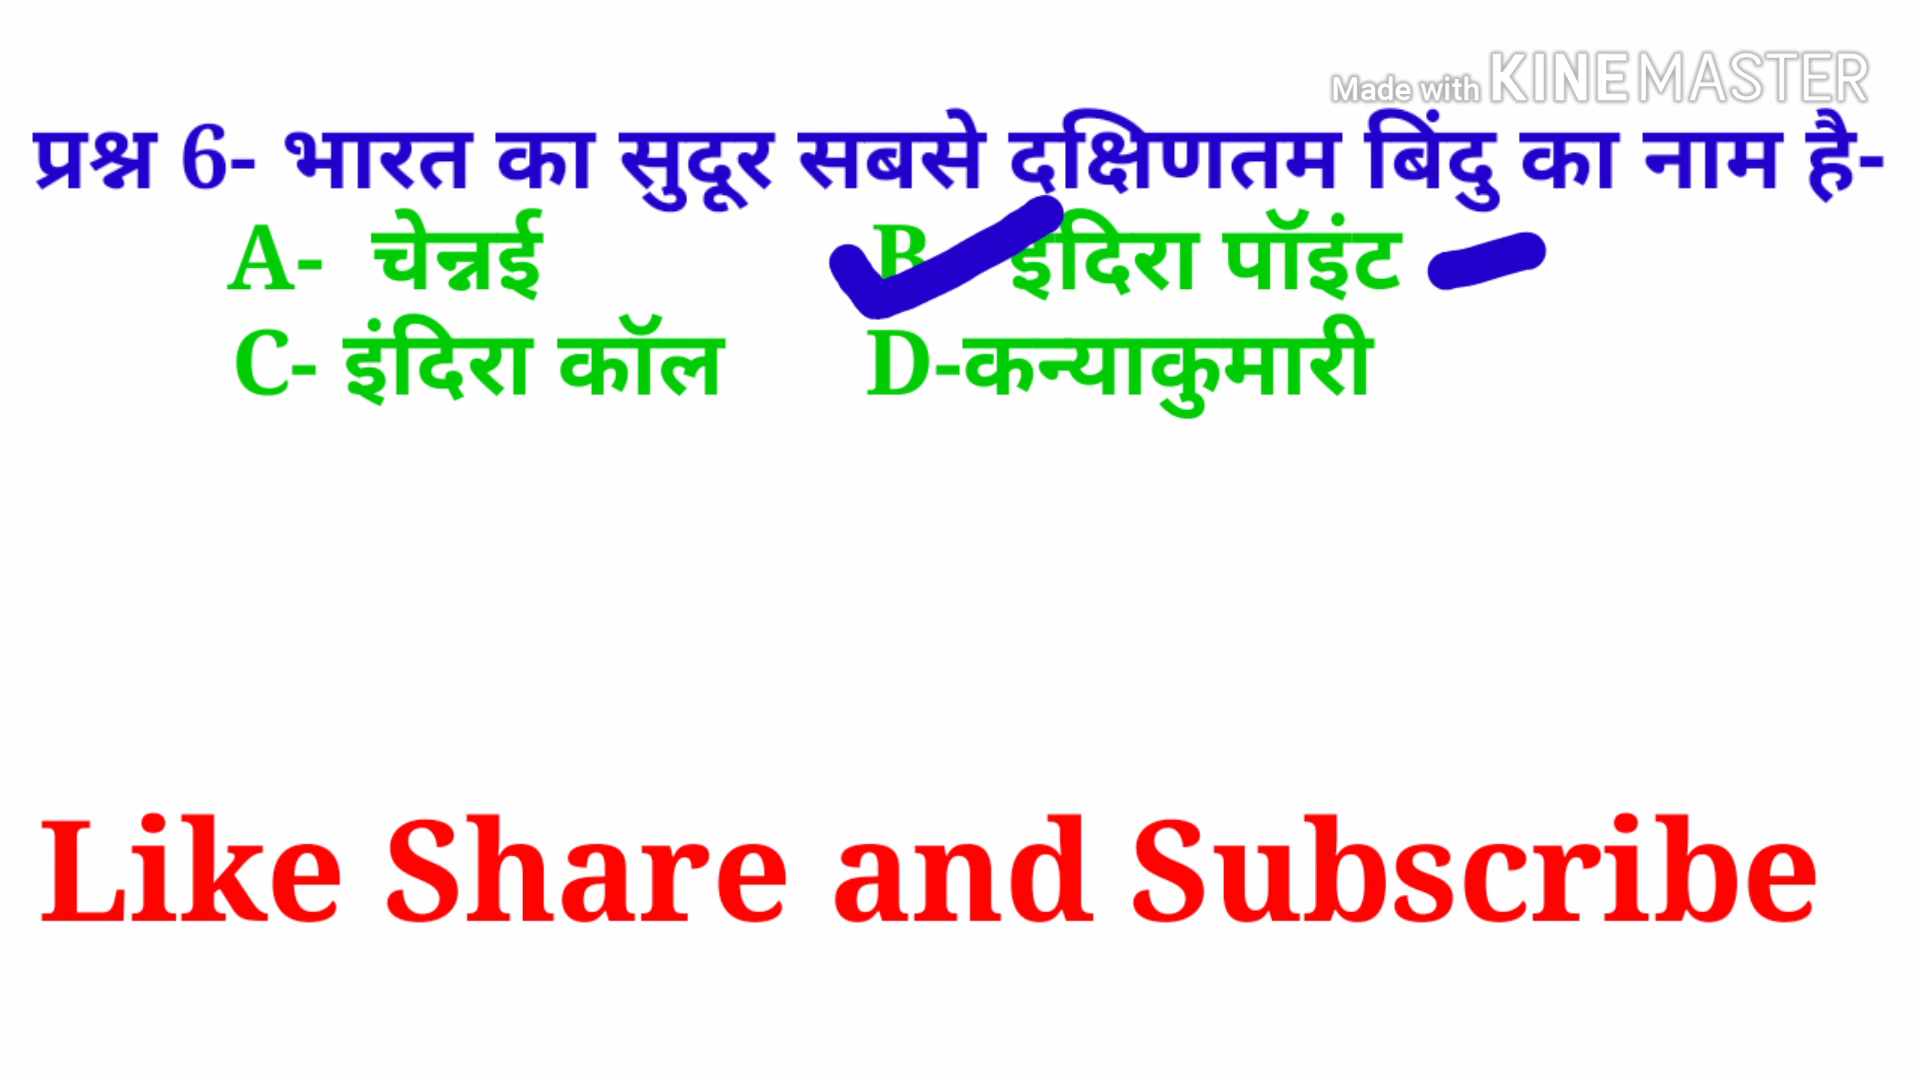 Made with KINEMASTER
प्रश्न 6- भारत का सुदूर सबसे दक्षिणतम बिंदु का नाम है-
A- चेन्नई B- इंदिरा पॉइंट
C- इंदिरा कॉल D-कन्याकुमारी
Like Share and Subscribe